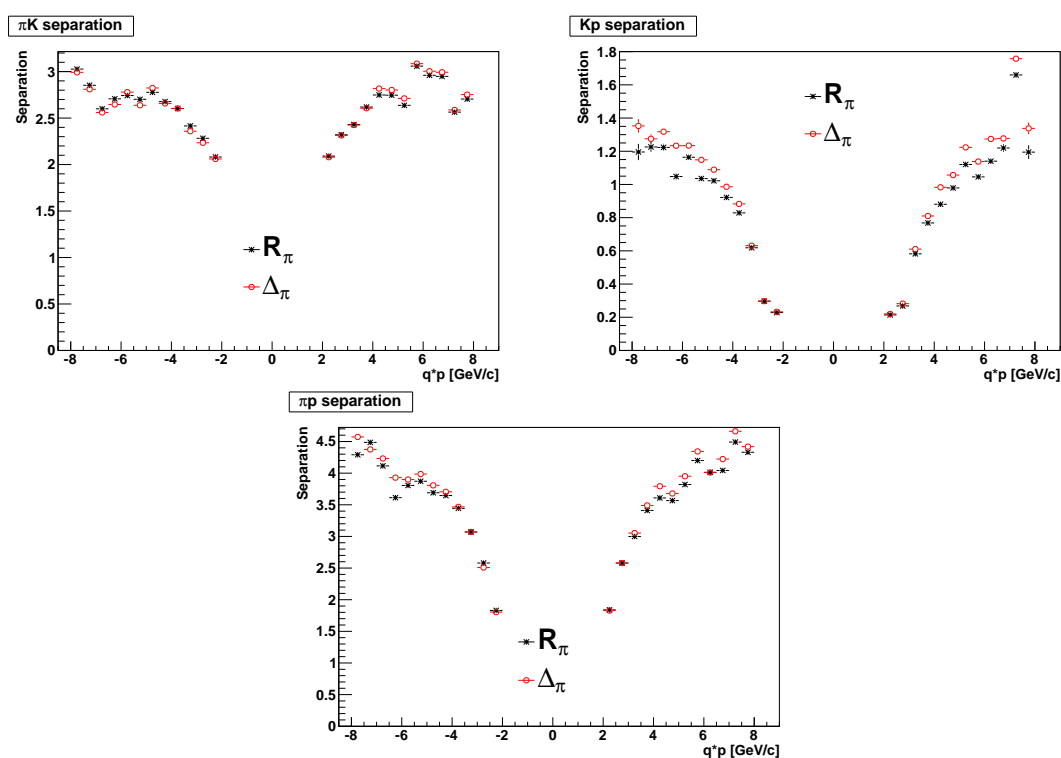 πK separation
Separation
3
2.5
2
1.5
1
0.5
0
R_π
Δ_π
-8 -6 -4 -2 0 2 4 6 8
q*p [GeV/c]
Kp separation
Separation
1.8
1.6
1.4
1.2
1
0.8
0.6
0.4
0.2
0
R_π
Δ_π
-8 -6 -4 -2 0 2 4 6 8
q*p [GeV/c]
πp separation
Separation
4.5
4
3.5
3
2.5
2
1.5
1
0.5
0
R_π
Δ_π
-8 -6 -4 -2 0 2 4 6 8
q*p [GeV/c]